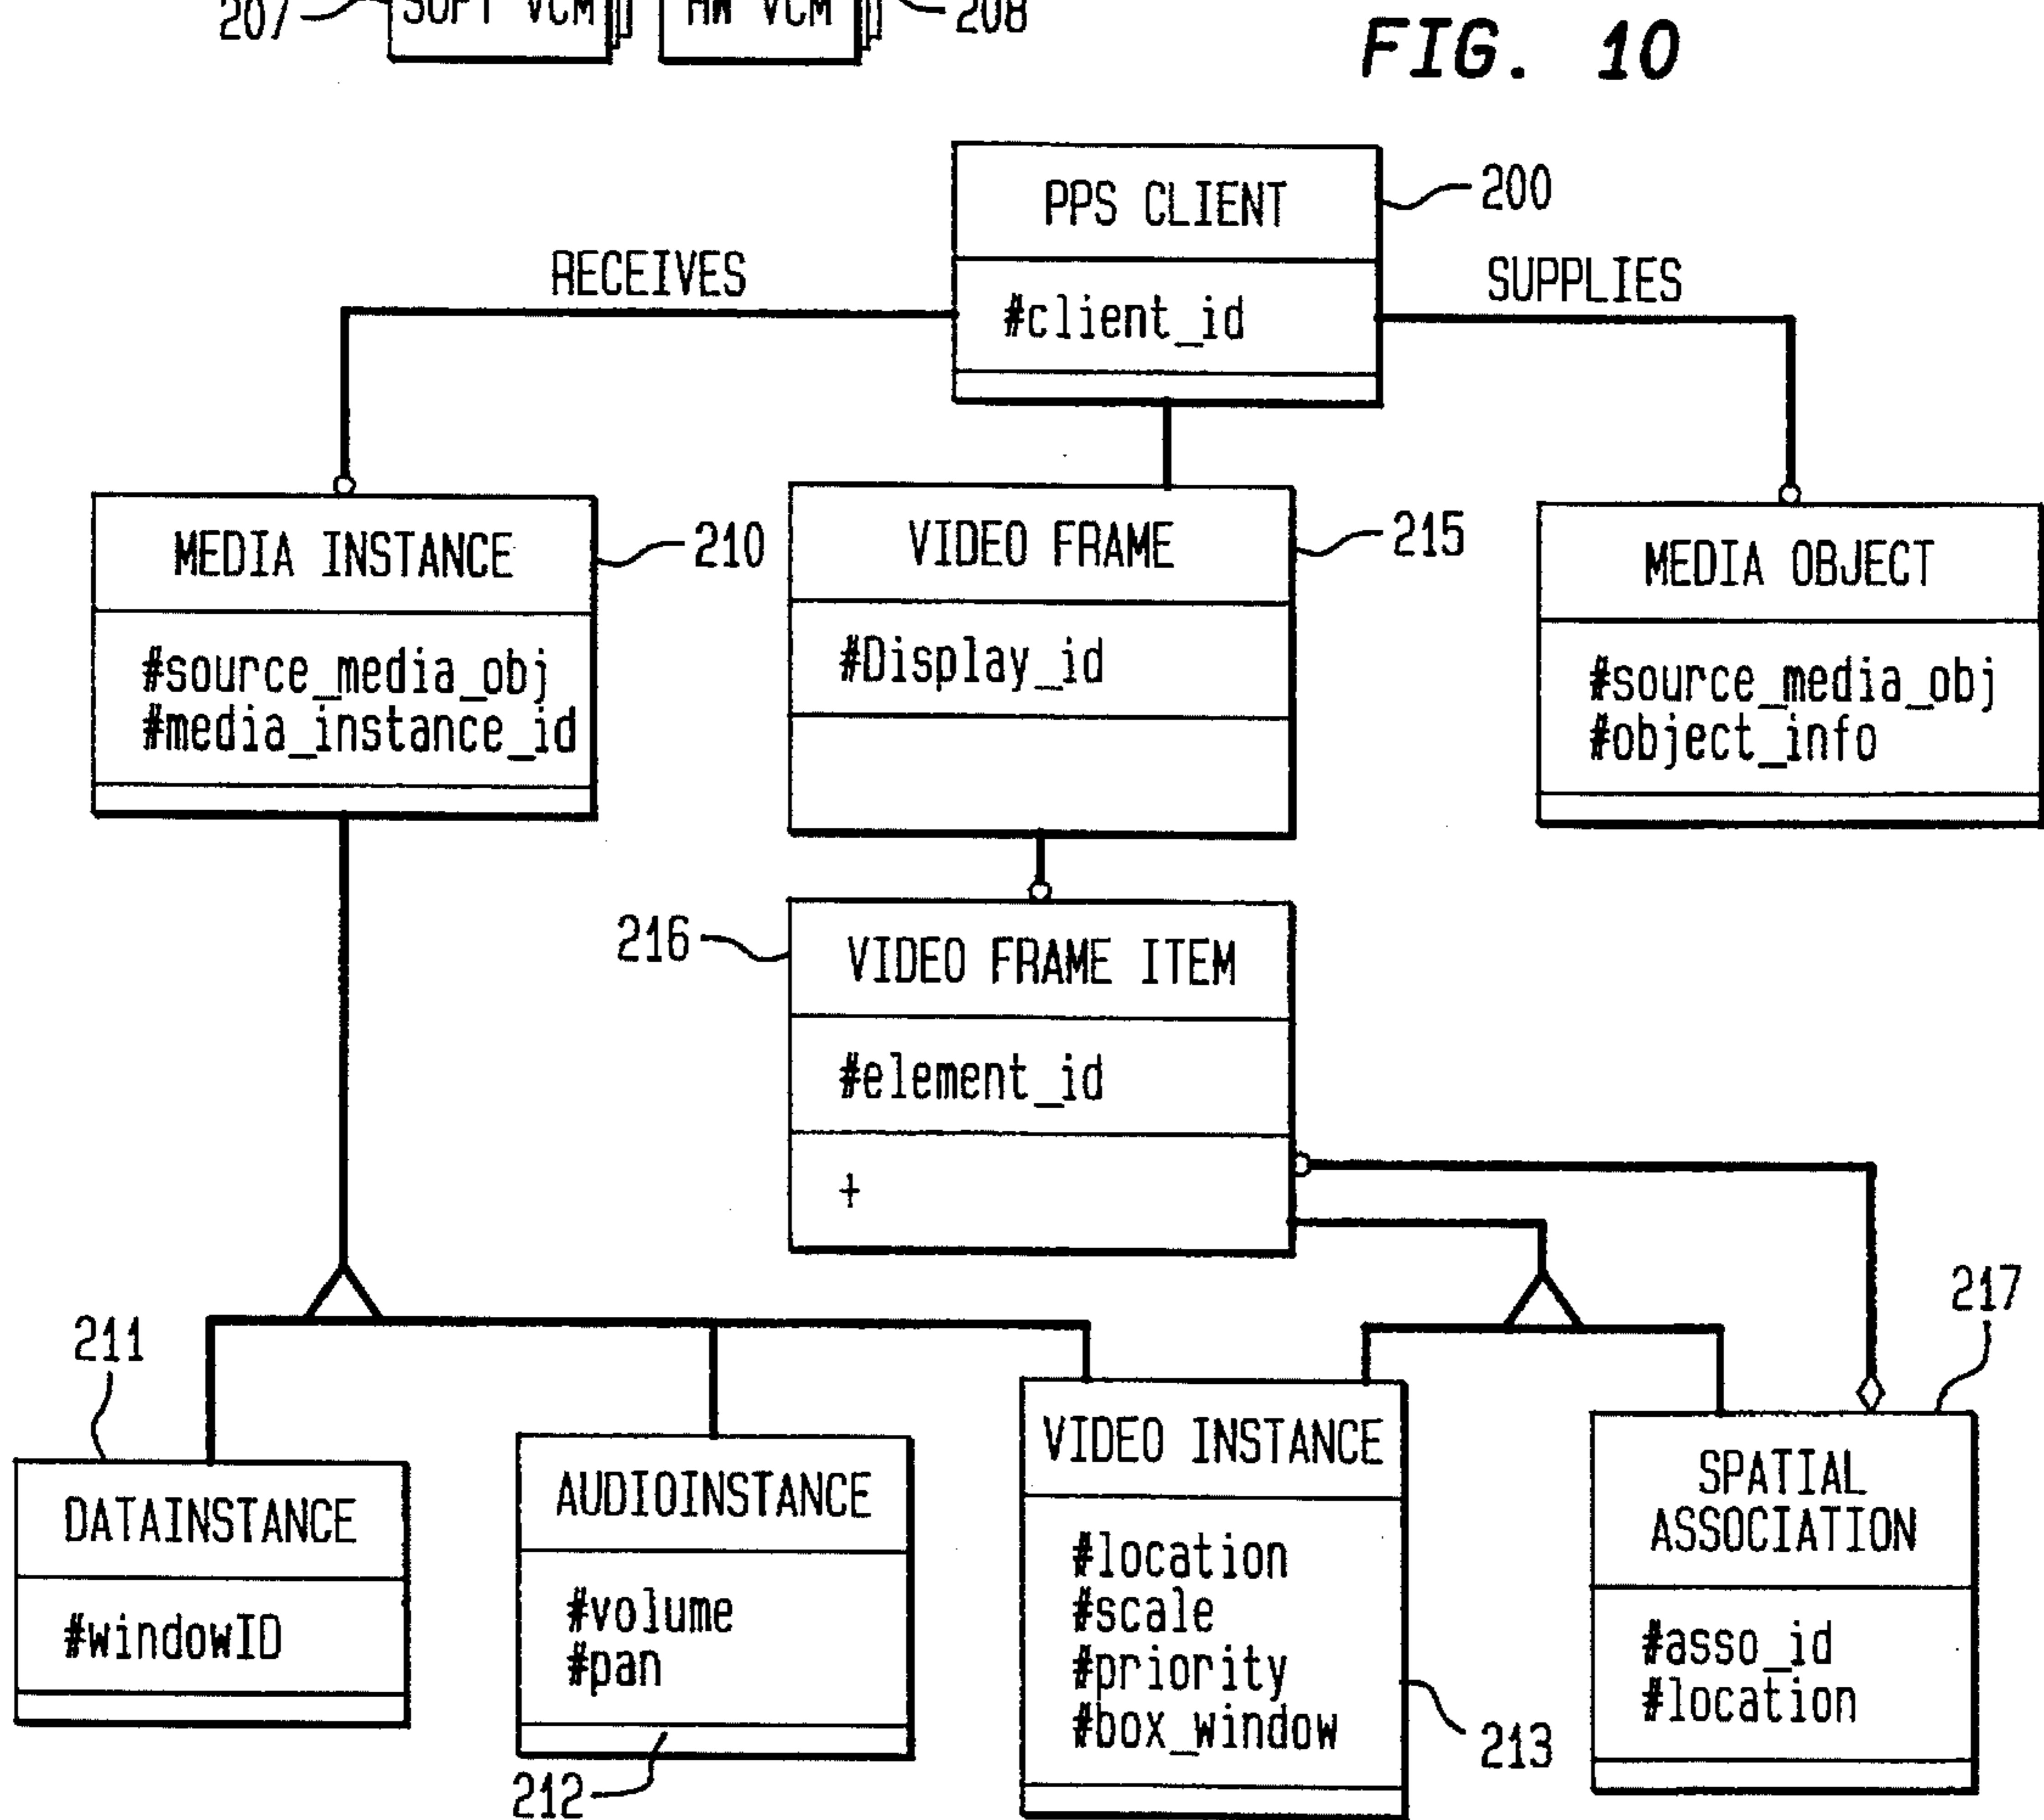 207 SOFT VCM HW VCM 208
FIG. 10
PPS CLIENT
200
#client_id
RECEIVES
SUPPLIES
MEDIA INSTANCE
210
#source_media_obj
#media_instance_id
VIDEO FRAME
215
#Display_id
MEDIA OBJECT
#source_media_obj
#object_info
216
VIDEO FRAME ITEM
#element_id
+
211
DATAINSTANCE
#windowID
AUDIOINSTANCE
#volume
#pan
212
VIDEO INSTANCE
#location
#scale
#priority
#box_window
213
217
SPATIAL
ASSOCIATION
#asso_id
#location